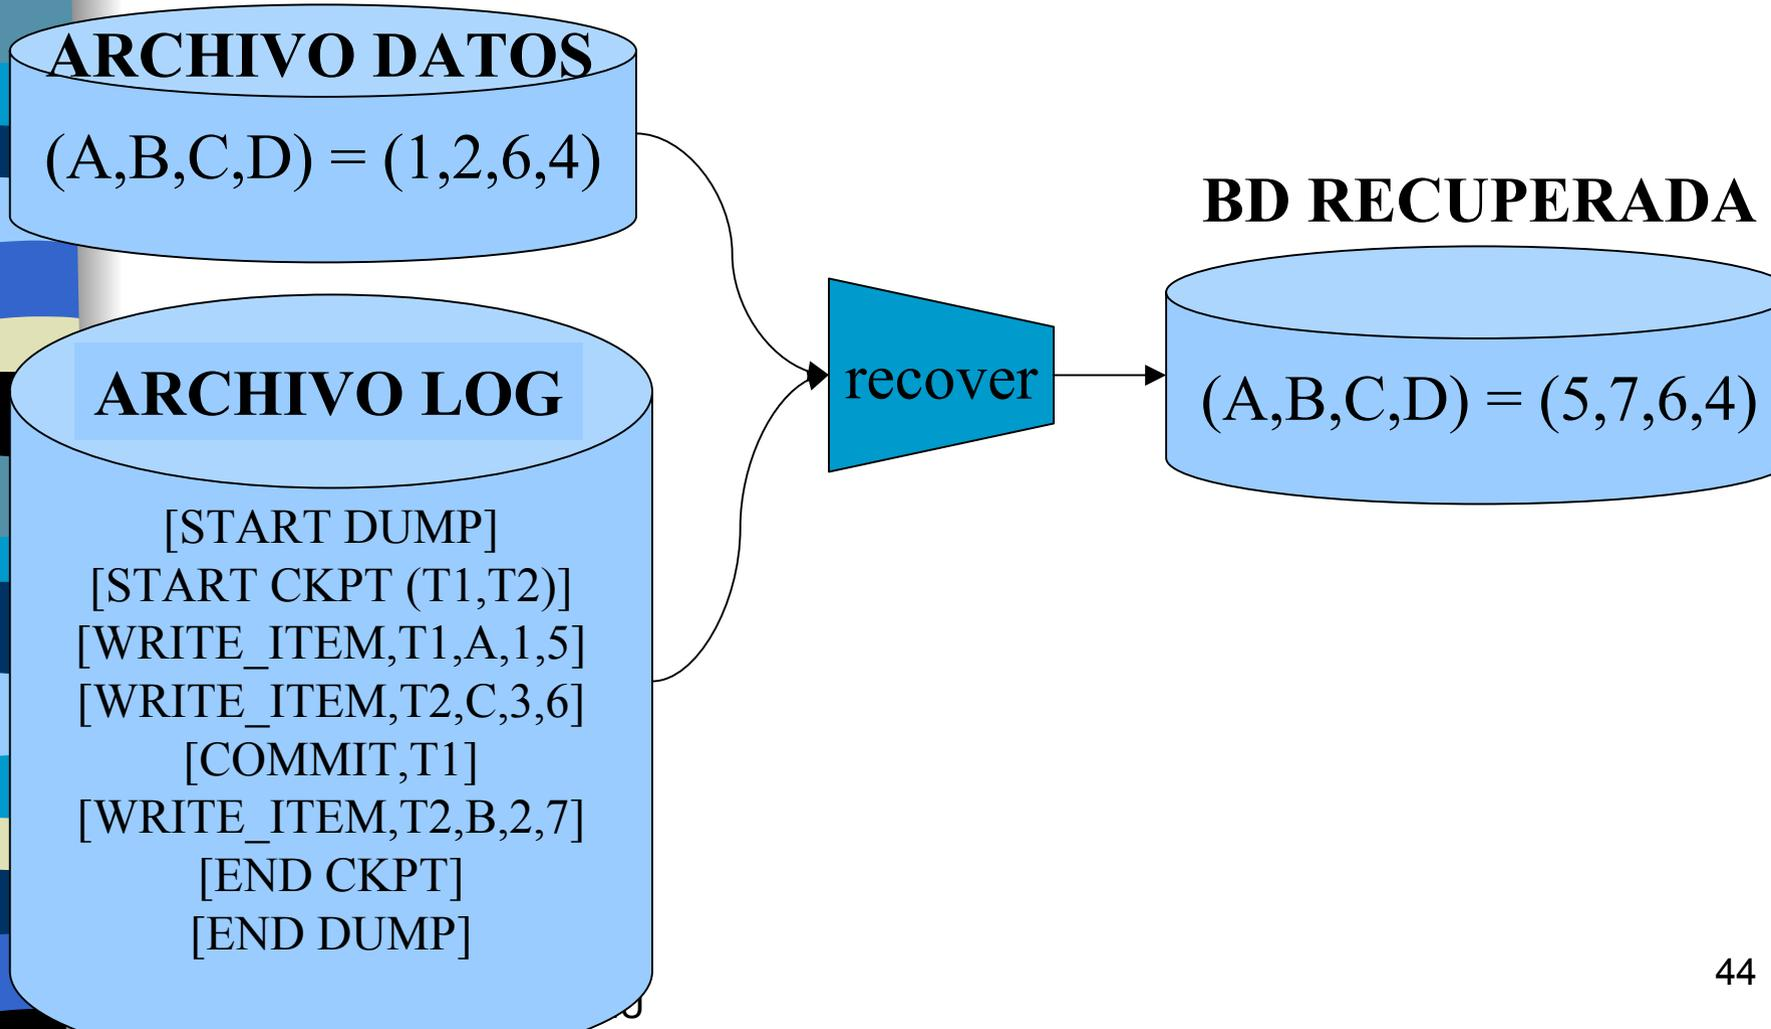 ARCHIVO DATOS
(A,B,C,D) = (1,2,6,4)
ARCHIVO LOG
[START DUMP]
[START CKPT (T1,T2)]
[WRITE_ITEM,T1,A,1,5]
[WRITE_ITEM,T2,C,3,6]
[COMMIT,T1]
[WRITE_ITEM,T2,B,2,7]
[END CKPT]
[END DUMP]
recover
BD RECUPERADA
(A,B,C,D) = (5,7,6,4)
44